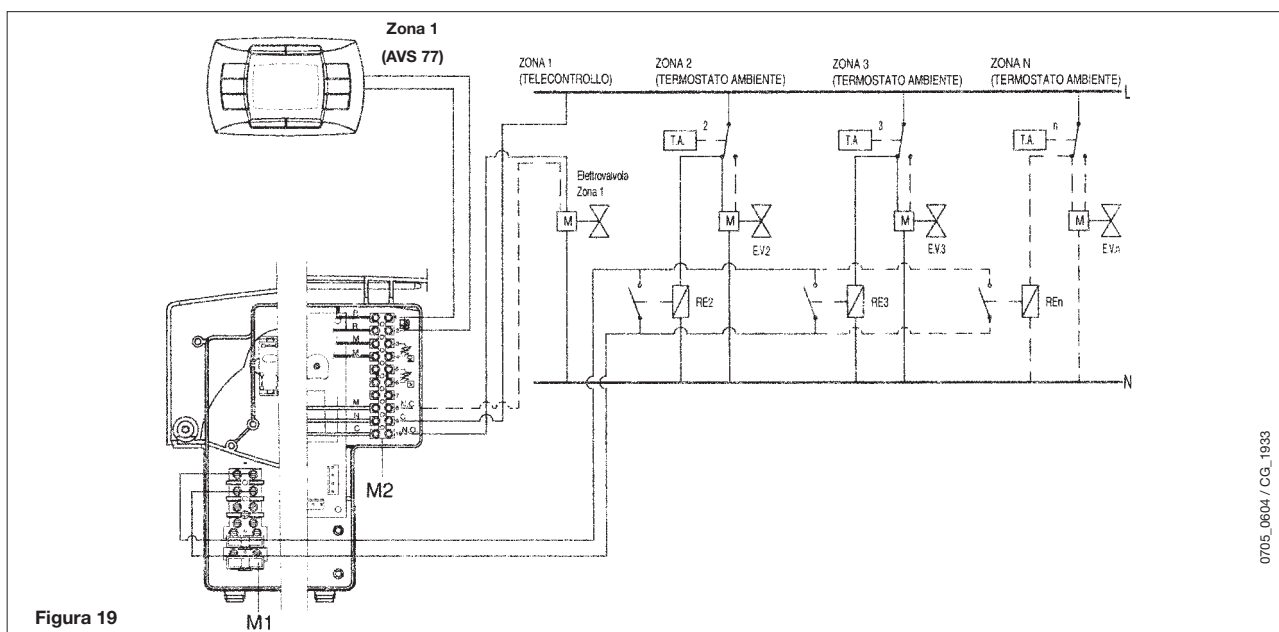 Zona 1
(AVS 77)
ZONA 1
(TELECONTROLLO)
ZONA 2
(TERMOSTATO AMBIENTE)
ZONA 3
(TERMOSTATO AMBIENTE)
ZONA N
(TERMOSTATO AMBIENTE)
L
T.A.
2
T.A.
3
T.A.
n
Elettrovalvola
Zona 1
M
M
E.V.2
M
E.V.3
M
E.V.n
RE2
RE3
REn
N
M
N
C
N.C
C
N.O
M2
M1
Figura 19
0705_0604 / CG_1933